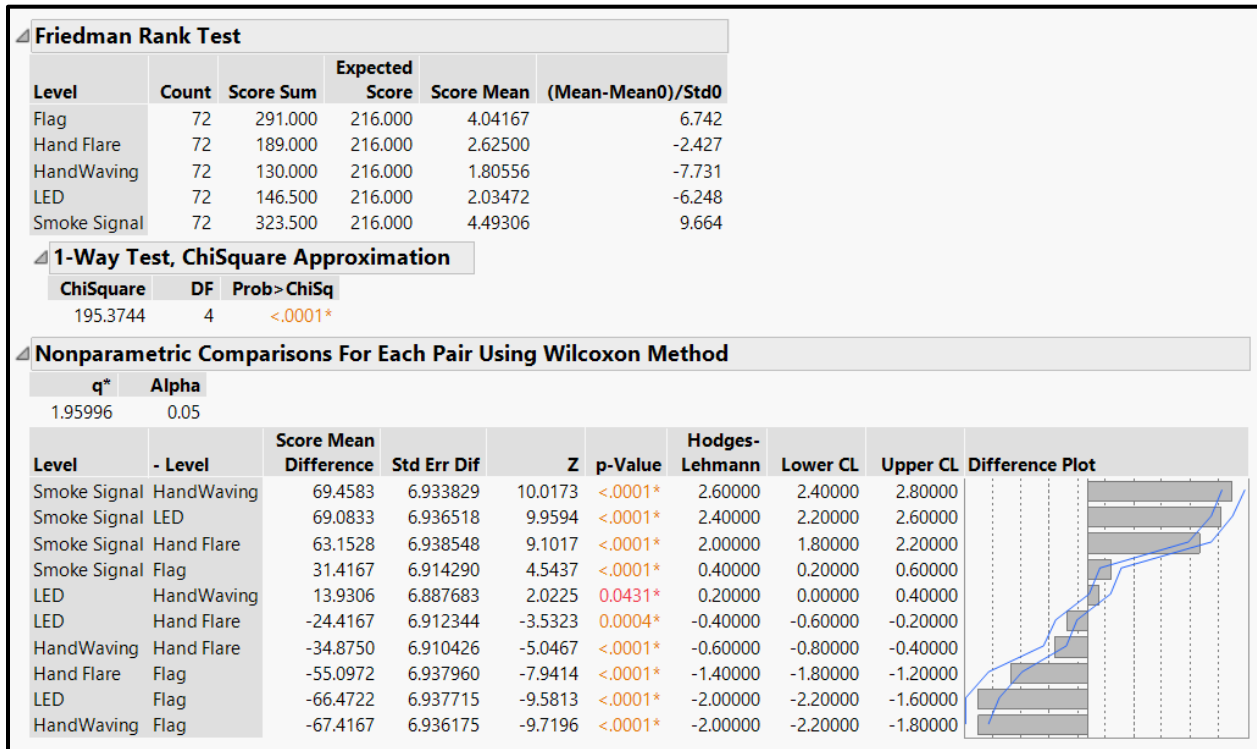 Friedman Rank Test
Expected
Level Count Score Sum Score Score Mean (Mean-Mean0)/Std0
Flag 72 291.000 216.000 4.04167 6.742
Hand Flare 72 189.000 216.000 2.62500 -2.427
HandWaving 72 130.000 216.000 1.80556 -7.731
LED 72 146.500 216.000 2.03472 -6.248
Smoke Signal 72 323.500 216.000 4.49306 9.664
1-Way Test, ChiSquare Approximation
ChiSquare DF Prob>ChiSq
195.3744 4 <.0001*
Nonparametric Comparisons For Each Pair Using Wilcoxon Method
q* Alpha
1.95996 0.05
Score Mean Hodges-
Level - Level Difference Std Err Dif Z p-Value Lehmann Lower CL Upper CL Difference Plot
Smoke Signal HandWaving 69.4583 6.933829 10.0173 <.0001* 2.60000 2.40000 2.80000
Smoke Signal LED 69.0833 6.936518 9.9594 <.0001* 2.40000 2.20000 2.60000
Smoke Signal Hand Flare 63.1528 6.938548 9.1017 <.0001* 2.00000 1.80000 2.20000
Smoke Signal Flag 31.4167 6.914290 4.5437 <.0001* 0.40000 0.20000 0.60000
LED HandWaving 13.9306 6.887683 2.0225 0.0431* 0.20000 0.00000 0.40000
LED Hand Flare -24.4167 6.912344 -3.5323 0.0004* -0.40000 -0.60000 -0.20000
HandWaving Hand Flare -34.8750 6.910426 -5.0467 <.0001* -0.60000 -0.80000 -0.40000
Hand Flare Flag -55.0972 6.937960 -7.9414 <.0001* -1.40000 -1.80000 -1.20000
LED Flag -66.4722 6.937715 -9.5813 <.0001* -2.00000 -2.20000 -1.60000
HandWaving Flag -67.4167 6.936175 -9.7196 <.0001* -2.00000 -2.20000 -1.80000